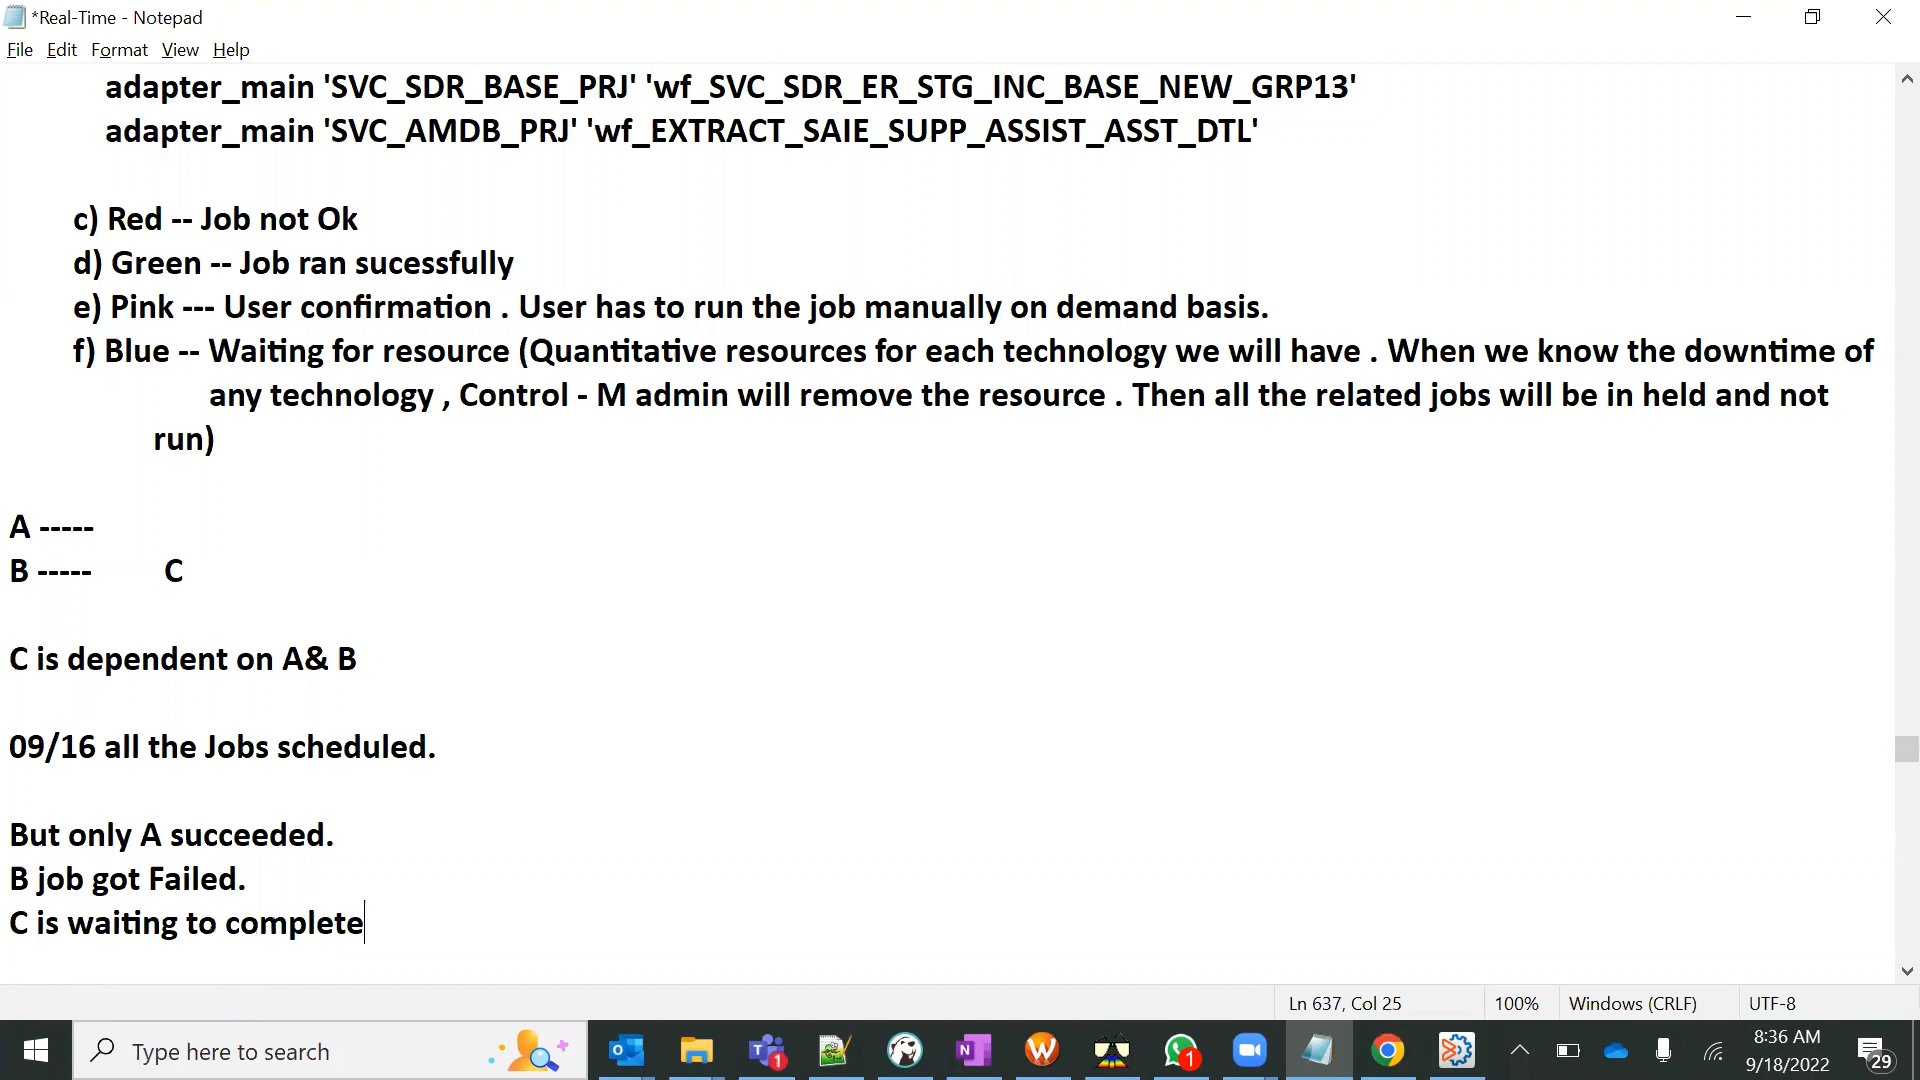 *Real-Time - Notepad
File Edit Format View Help
adapter_main 'SVC_SDR_BASE_PRJ' 'wf_SVC_SDR_ER_STG_INC_BASE_NEW_GRP13'
adapter_main 'SVC_AMDB_PRJ' 'wf_EXTRACT_SAIE_SUPP_ASSIST_ASST_DTL'
c) Red -- Job not Ok
d) Green -- Job ran sucessfully
e) Pink --- User confirmation . User has to run the job manually on demand basis.
f) Blue -- Waiting for resource (Quantitative resources for each technology we will have . When we know the downtime of
any technology , Control - M admin will remove the resource . Then all the related jobs will be in held and not
run)
A -----
B ----- C
C is dependent on A& B
09/16 all the Jobs scheduled.
But only A succeeded.
B job got Failed.
C is waiting to complete
Ln 637, Col 25 100% Windows (CRLF) UTF-8
Type here to search
8:36 AM
9/18/2022
29